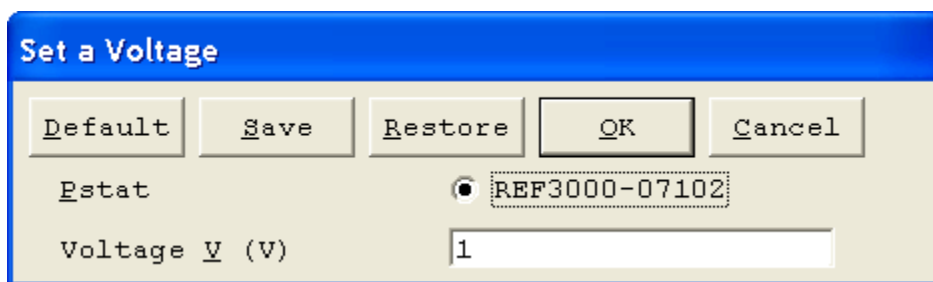 Set a Voltage
Default Save Restore OK Cancel
Pstat REF3000-07102
Voltage V (V) 1